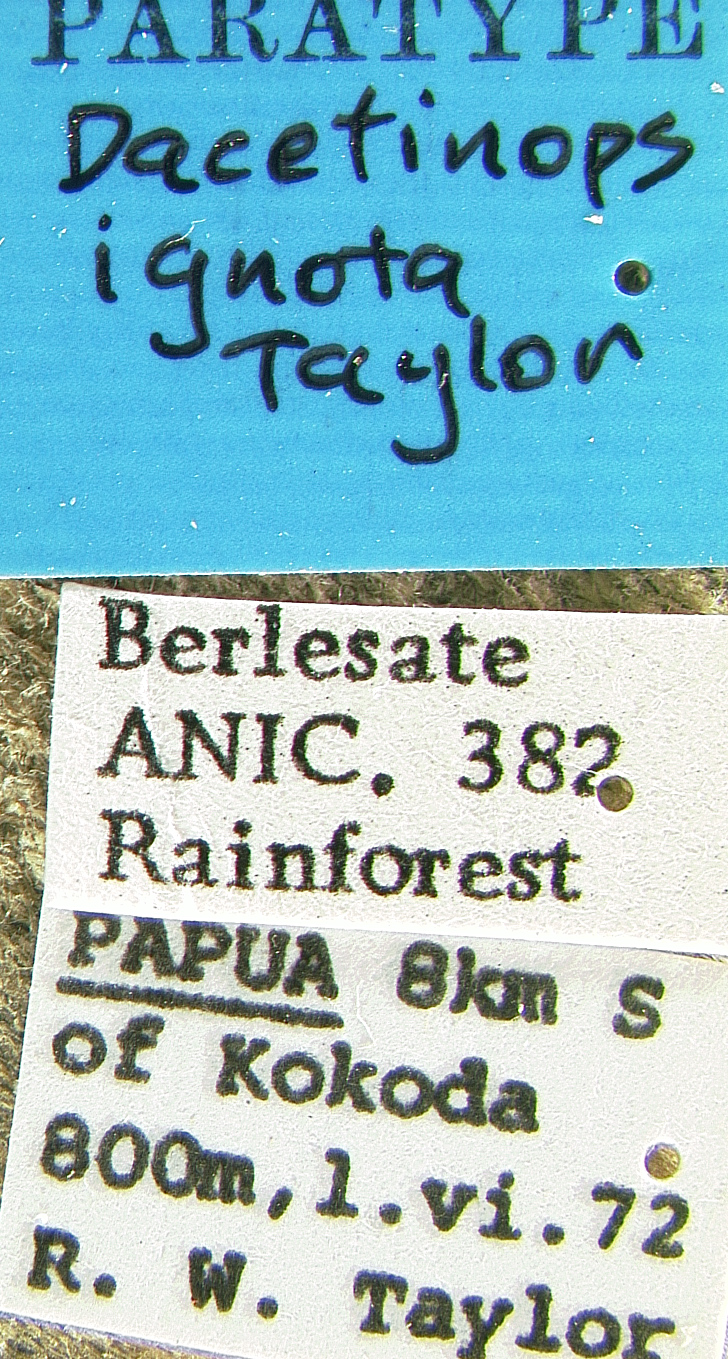 PARATYPE
Dacetinops
ignota
Taylor
Berlesate
ANIC. 382
Rainforest
PAPUA 8km S
of Kokoda
800m, 1.vi.72
R. W. Taylor